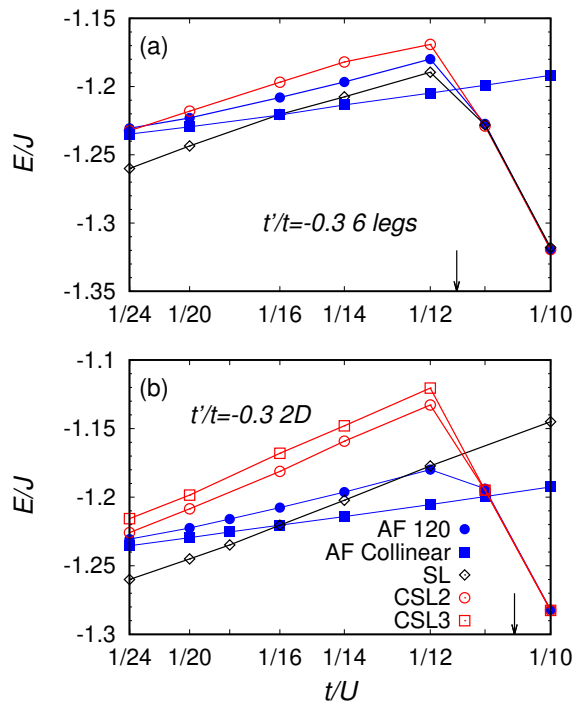 (a)
-1.15
-1.2
-1.25
-1.3
-1.35
E/J
t'/t=-0.3 6 legs
1/24 1/20 1/16 1/14 1/12 1/10
(b)
-1.1
-1.15
-1.2
-1.25
-1.3
E/J
t'/t=-0.3 2D
AF 120
AF Collinear
SL
CSL2
CSL3
1/24 1/20 1/16 1/14 1/12 1/10
t/U